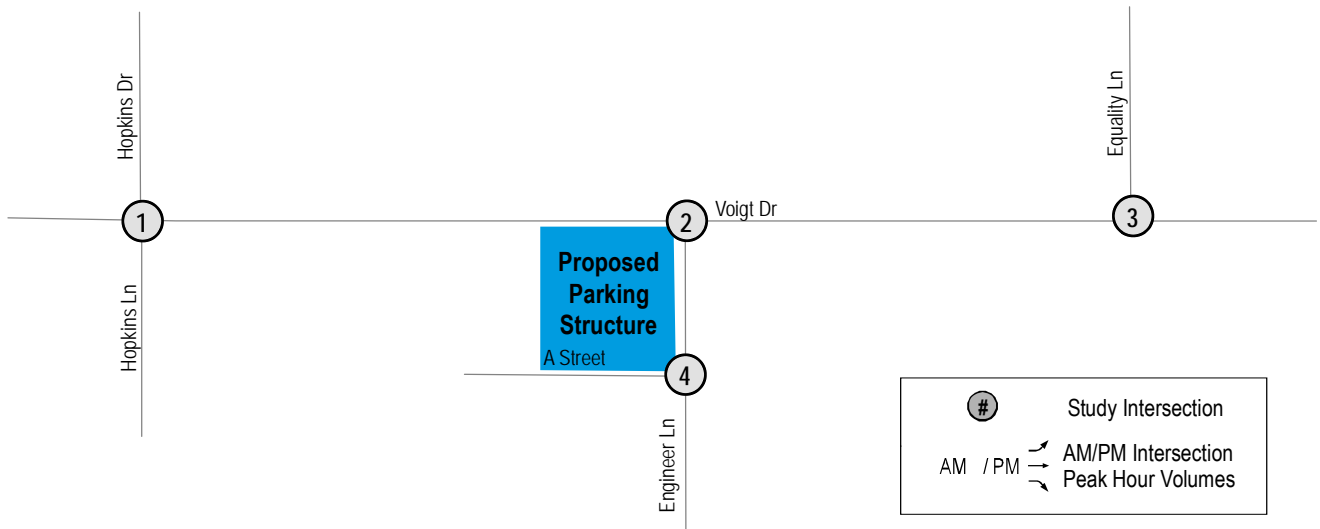 Hopkins Dr
Equality Ln
1
2
Voigt Dr
3
Proposed
Parking
Structure
A Street
Hopkins Ln
4
Engineer Ln
# Study Intersection
AM / PM AM/PM Intersection
Peak Hour Volumes